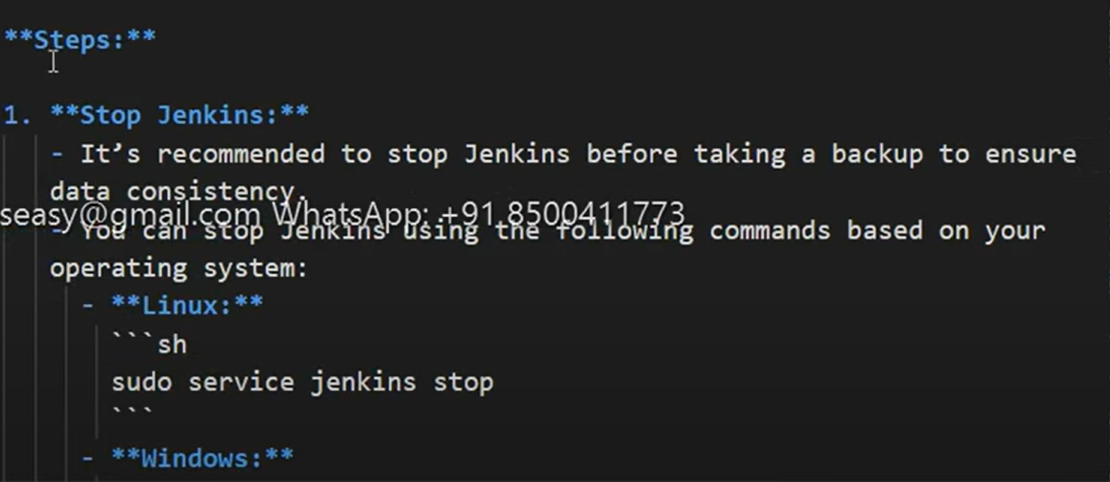 **Steps:**
1. **Stop Jenkins:**
- It’s recommended to stop Jenkins before taking a backup to ensure
data consistency.
seasy@gmail.com WhatsApp: +91 8500411773
- You can stop Jenkins using the following commands based on your
operating system:
- **Linux:**
```sh
sudo service jenkins stop
```
- **Windows:**